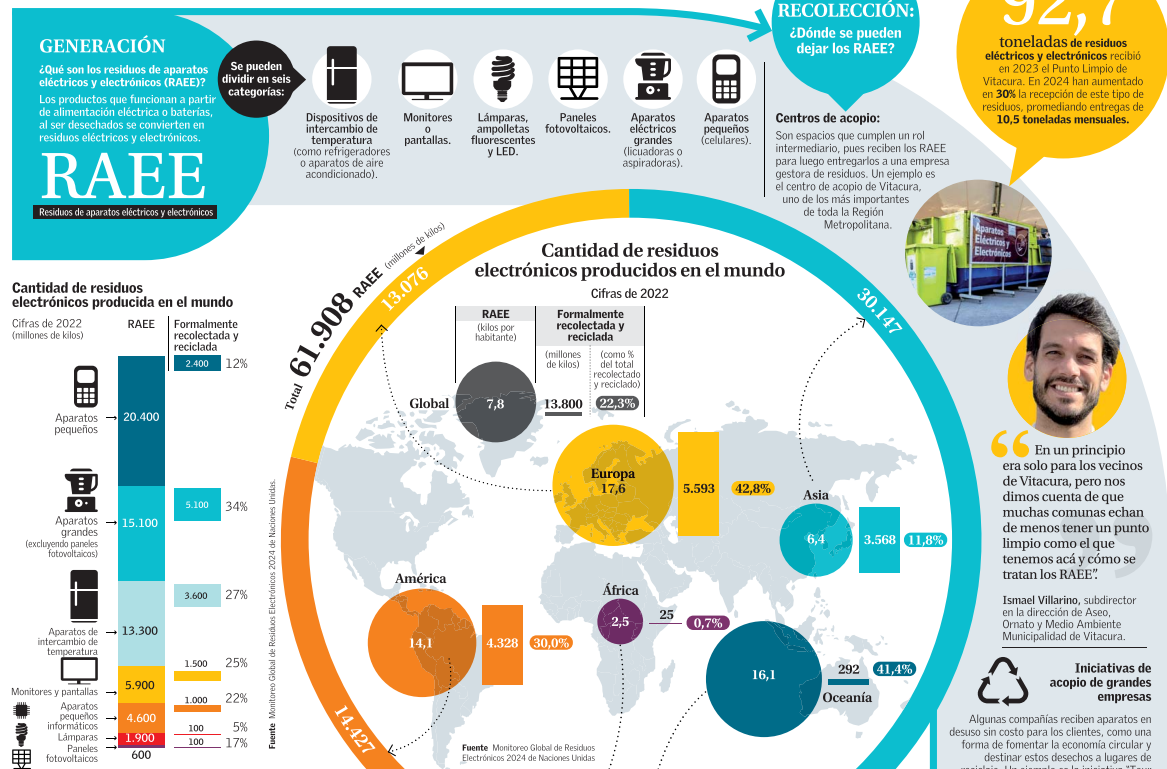 GENERACIÓN
¿Qué son los residuos de aparatos
eléctricos y electrónicos (RAEE)?
Los productos que funcionan a partir
de alimentación eléctrica o baterías,
al ser desechados se convierten en
residuos eléctricos y electrónicos.
RAEE
Residuos de aparatos eléctricos y electrónicos
Se pueden
dividir en seis
categorías:
Dispositivos de
intercambio de
temperatura
(como refrigeradores
o aparatos de aire
acondicionado).
Monitores
o
pantallas.
Lámparas,
ampolletas
fluorescentes
y LED.
Paneles
fotovoltaicos.
Aparatos
eléctricos
grandes
(licuadoras o
aspiradoras).
Aparatos
pequeños
(celulares).
RECOLECCIÓN:
¿Dónde se pueden
dejar los RAEE?
Centros de acopio:
Son espacios que cumplen un rol
intermediario, pues reciben los RAEE
para luego entregarlos a una empresa
gestora de residuos. Un ejemplo es
el centro de acopio de Vitacura,
uno de los más importantes
de toda la Región
Metropolitana.
92,7
toneladas de residuos
eléctricos y electrónicos recibió
en 2023 el Punto Limpio de
Vitacura. En 2024 han aumentado
en 30% la recepción de este tipo de
residuos, promediando entregas de
10,5 toneladas mensuales.
Aparatos
Eléctricos y
Electrónicos
Cantidad de residuos
electrónicos producida en el mundo
Cifras de 2022
(millones de kilos)
RAEE
Formalmente
recolectada y
reciclada
2.400 12%
Aparatos
pequeños
20.400
5.100 34%
Aparatos
grandes
(excluyendo paneles
fotovoltaicos)
15.100
3.600 27%
Aparatos de
intercambio de
temperatura
13.300
1.500 25%
Monitores y pantallas
5.900
1.000 22%
Aparatos
pequeños
informáticos
4.600
100 5%
Lámparas
1.900
100 17%
Paneles
fotovoltaicos
600
Fuente Monitoreo Global de Residuos Electrónicos 2024 de Naciones Unidas.
Total 61.908 RAEE (millones de kilos)
13.076
30.147
14.427
Cantidad de residuos
electrónicos producidos en el mundo
Cifras de 2022
RAEE
(kilos por
habitante)
Formalmente
recolectada y
reciclada
(millones
de kilos)
(como %
del total
recolectado
y reciclado)
Global 7,8 13.800 22,3%
Europa
17,6 5.593 42,8%
Asia
6,4 3.568 11,8%
América
14,1 4.328 30,0%
África
2,5 25 0,7%
16,1 292 41,4%
Oceanía
Fuente Monitoreo Global de Residuos
Electrónicos 2024 de Naciones Unidas
“ En un principio
era solo para los vecinos
de Vitacura, pero nos
dimos cuenta de que
muchas comunas echan
de menos tener un punto
limpio como el que
tenemos acá y cómo se
tratan los RAEE”.
Ismael Villarino, subdirector
en la dirección de Aseo,
Ornato y Medio Ambiente
Municipalidad de Vitacura.
Iniciativas de
acopio de grandes
empresas
Algunas compañías reciben aparatos en
desuso sin costo para los clientes, como una
forma de fomentar la economía circular y
destinar estos desechos a lugares de